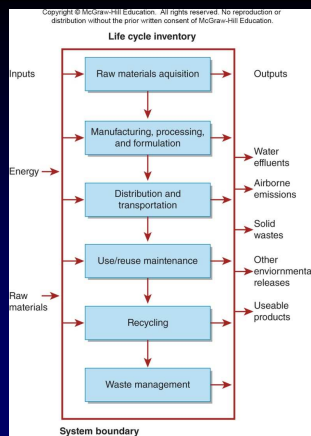 Copyright © McGraw-Hill Education. All rights reserved. No reproduction or
distribution without the prior written consent of McGraw-Hill Education.
Life cycle inventory
Inputs
Raw materials aquisition
Outputs
Manufacturing, processing,
and formulation
Water
effluents
Energy
Airborne
emissions
Distribution and
transportation
Solid
wastes
Use/reuse maintenance
Other
enviornmental
releases
Raw
materials
Useable
products
Recycling
Waste management
System boundary